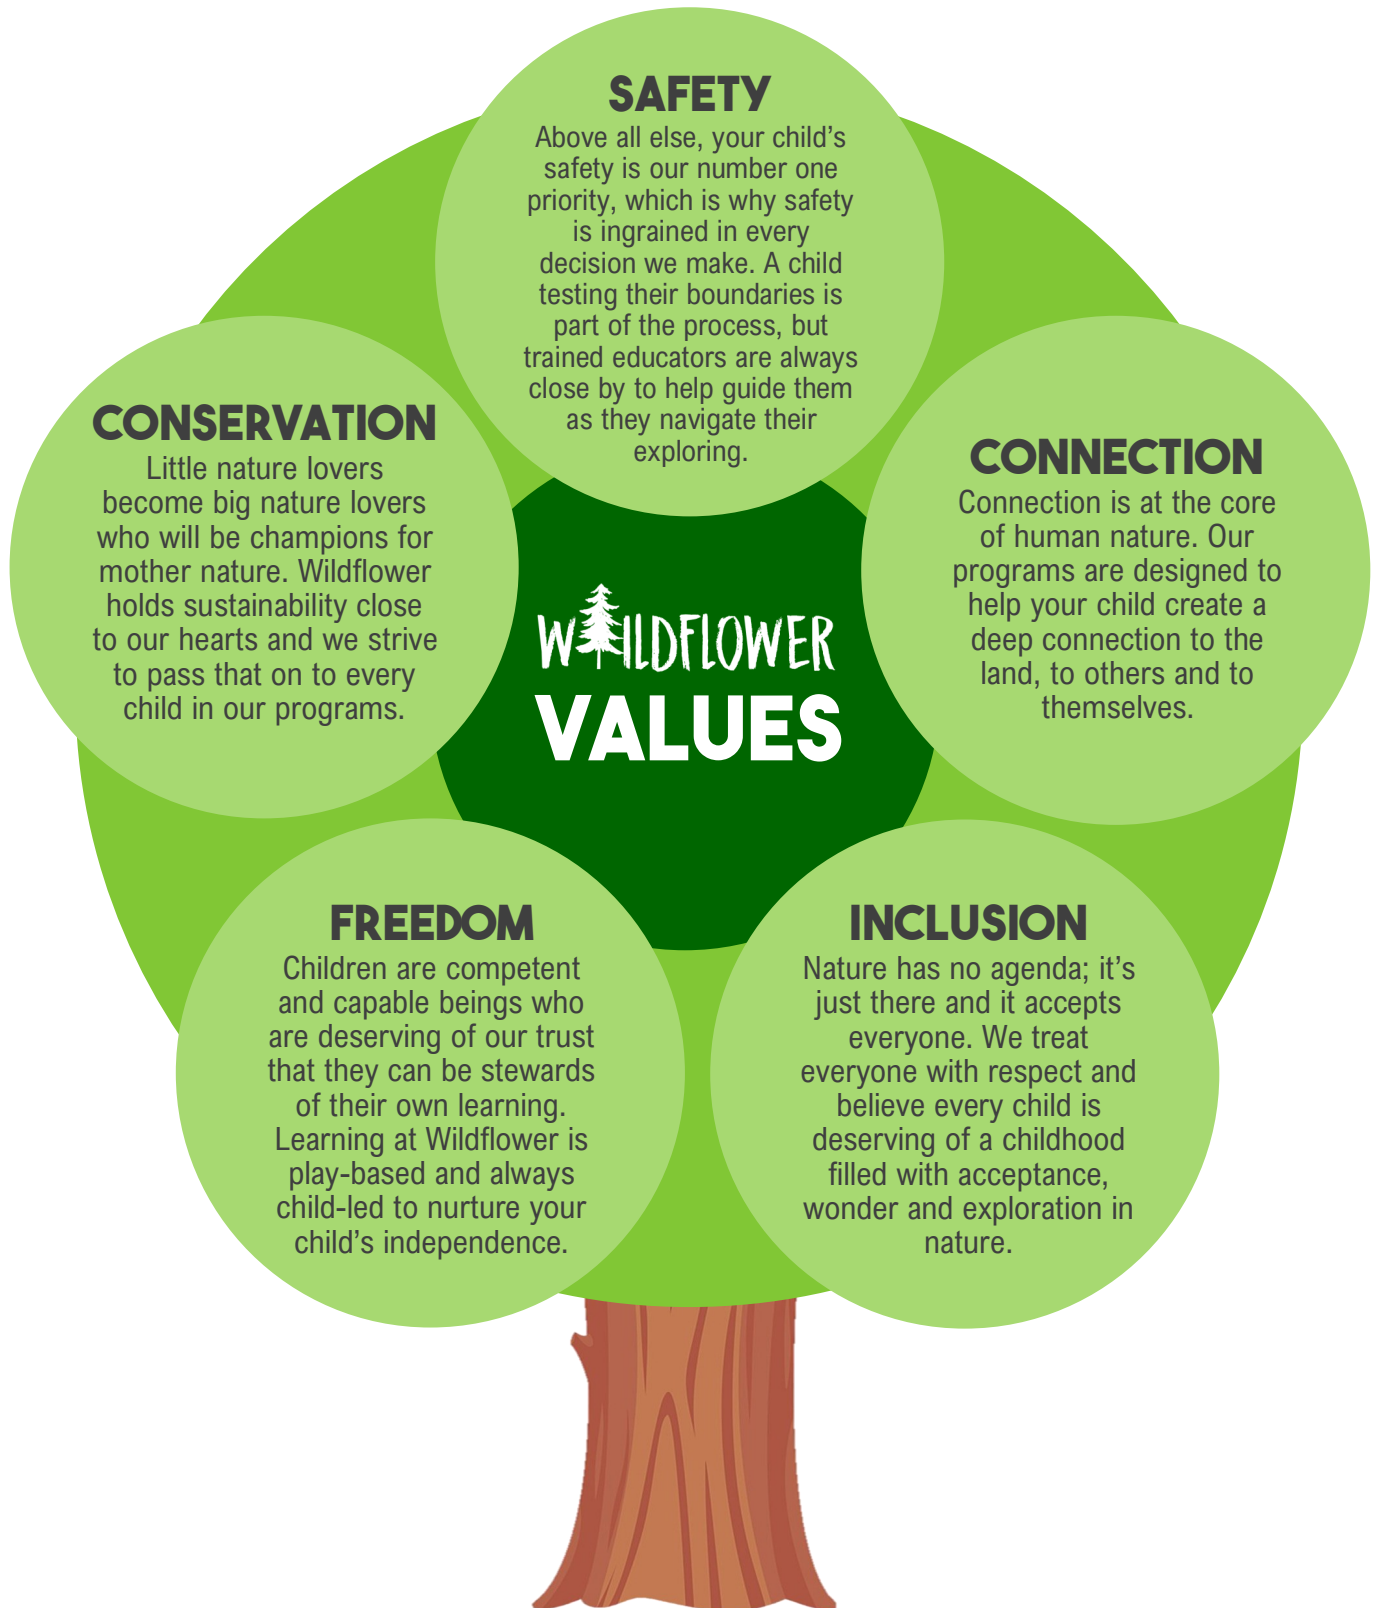 SAFETY
Above all else, your child's
safety is our number one
priority, which is why safety
is ingrained in every
decision we make. A child
testing their boundaries is
part of the process, but
trained educators are always
close by to help guide them
as they navigate their
exploring.
CONSERVATION
Little nature lovers
become big nature lovers
who will be champions for
mother nature. Wildflower
holds sustainability close
to our hearts and we strive
to pass that on to every
child in our programs.
CONNECTION
Connection is at the core
of human nature. Our
programs are designed to
help your child create a
deep connection to the
land, to others and to
themselves.
WILDFLOWER
VALUES
FREEDOM
Children are competent
and capable beings who
are deserving of our trust
that they can be stewards
of their own learning.
Learning at Wildflower is
play-based and always
child-led to nurture your
child's independence.
INCLUSION
Nature has no agenda; it's
just there and it accepts
everyone. We treat
everyone with respect and
believe every child is
deserving of a childhood
filled with acceptance,
wonder and exploration in
nature.